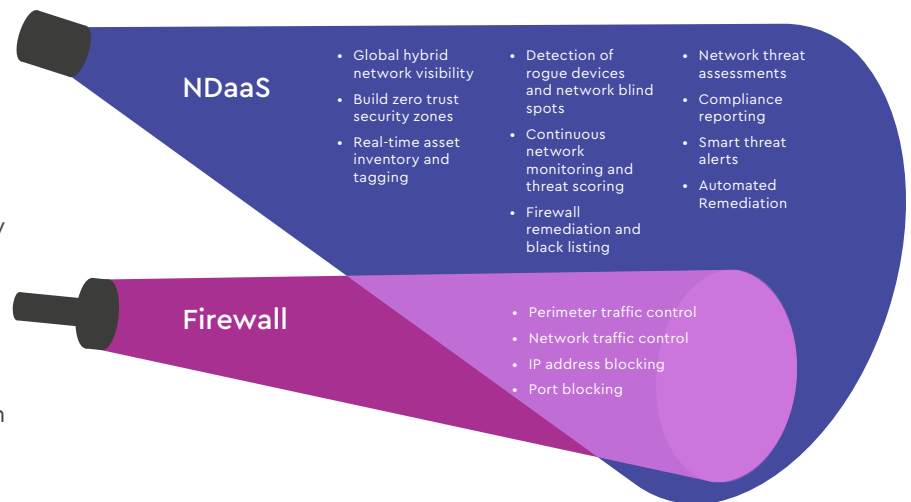 NDaaS
• Global hybrid
network visibility
• Build zero trust
security zones
• Real-time asset
inventory and
tagging
• Detection of
rogue devices
and network blind
spots
• Continuous
network
monitoring and
threat scoring
• Firewall
remediation and
black listing
• Network threat
assessments
• Compliance
reporting
• Smart threat
alerts
• Automated
Remediation
Firewall
• Perimeter traffic control
• Network traffic control
• IP address blocking
• Port blocking